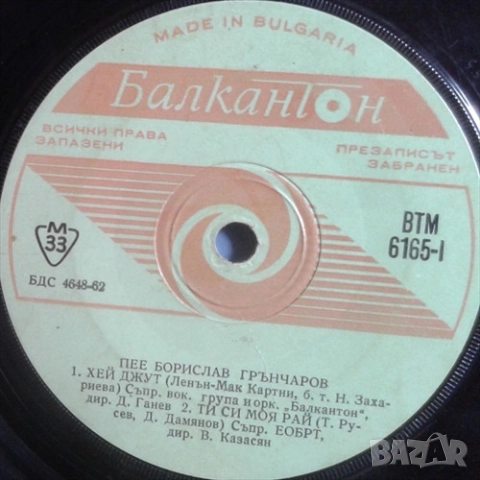 MADE IN BULGARIA
Балкантон
ВСИЧКИ ПРАВА
ЗАПАЗЕНИ
ПРЕЗАПИСЪТ
ЗАБРАНЕН
М
33
ВТМ
6165-I
БДС 4648-62
ПЕЕ БОРИСЛАВ ГРЪНЧАРОВ
1. ХЕЙ ДЖУТ (Ленън-Мак Картни, б. т. Н. Заха-
риева) Съпр. вок. група и орк. „Балкантон",
дир. Д. Ганев 2. ТИ СИ МОЯ РАЙ (Т. Ру-
сев, Д. Дамянов) Съпр. ЕОБРТ,
дир. В. Казасян
bazar.bg